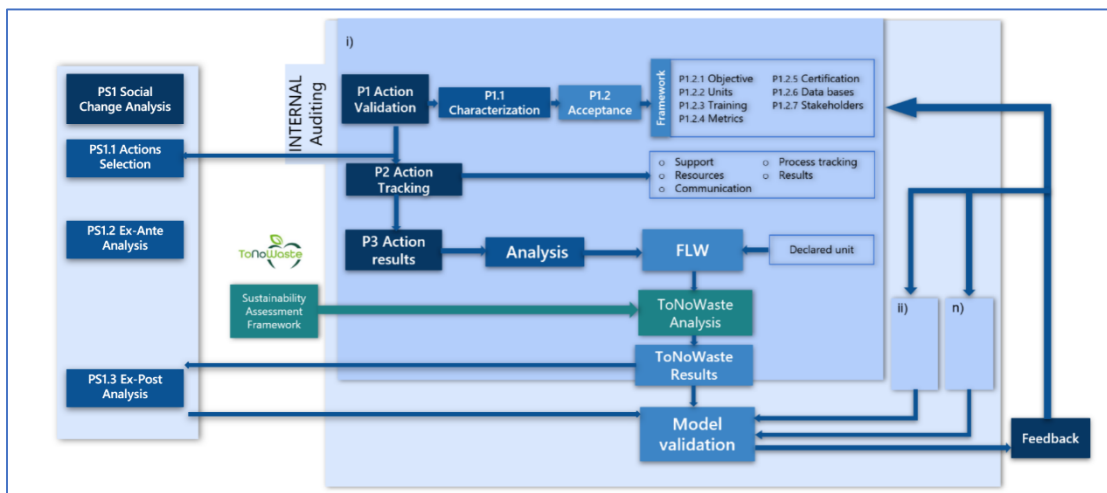 i)
PS1 Social
Change Analysis
PS1.1 Actions
Selection
PS1.2 Ex-Ante
Analysis
PS1.3 Ex-Post
Analysis
INTERNAL
Auditing
P1 Action
Validation
P1.1
Characterization
P1.2
Acceptance
Framework
P1.2.1 Objective
P1.2.2 Units
P1.2.3 Training
P1.2.4 Metrics
P1.2.5 Certification
P1.2.6 Data bases
P1.2.7 Stakeholders
P2 Action
Tracking
Support
Resources
Communication
Process tracking
Results
P3 Action
results
Analysis
FLW
Declared unit
ToNoWaste
Sustainability
Assessment
Framework
ToNoWaste
Analysis
ToNoWaste
Results
Model
validation
ii)
n)
Feedback